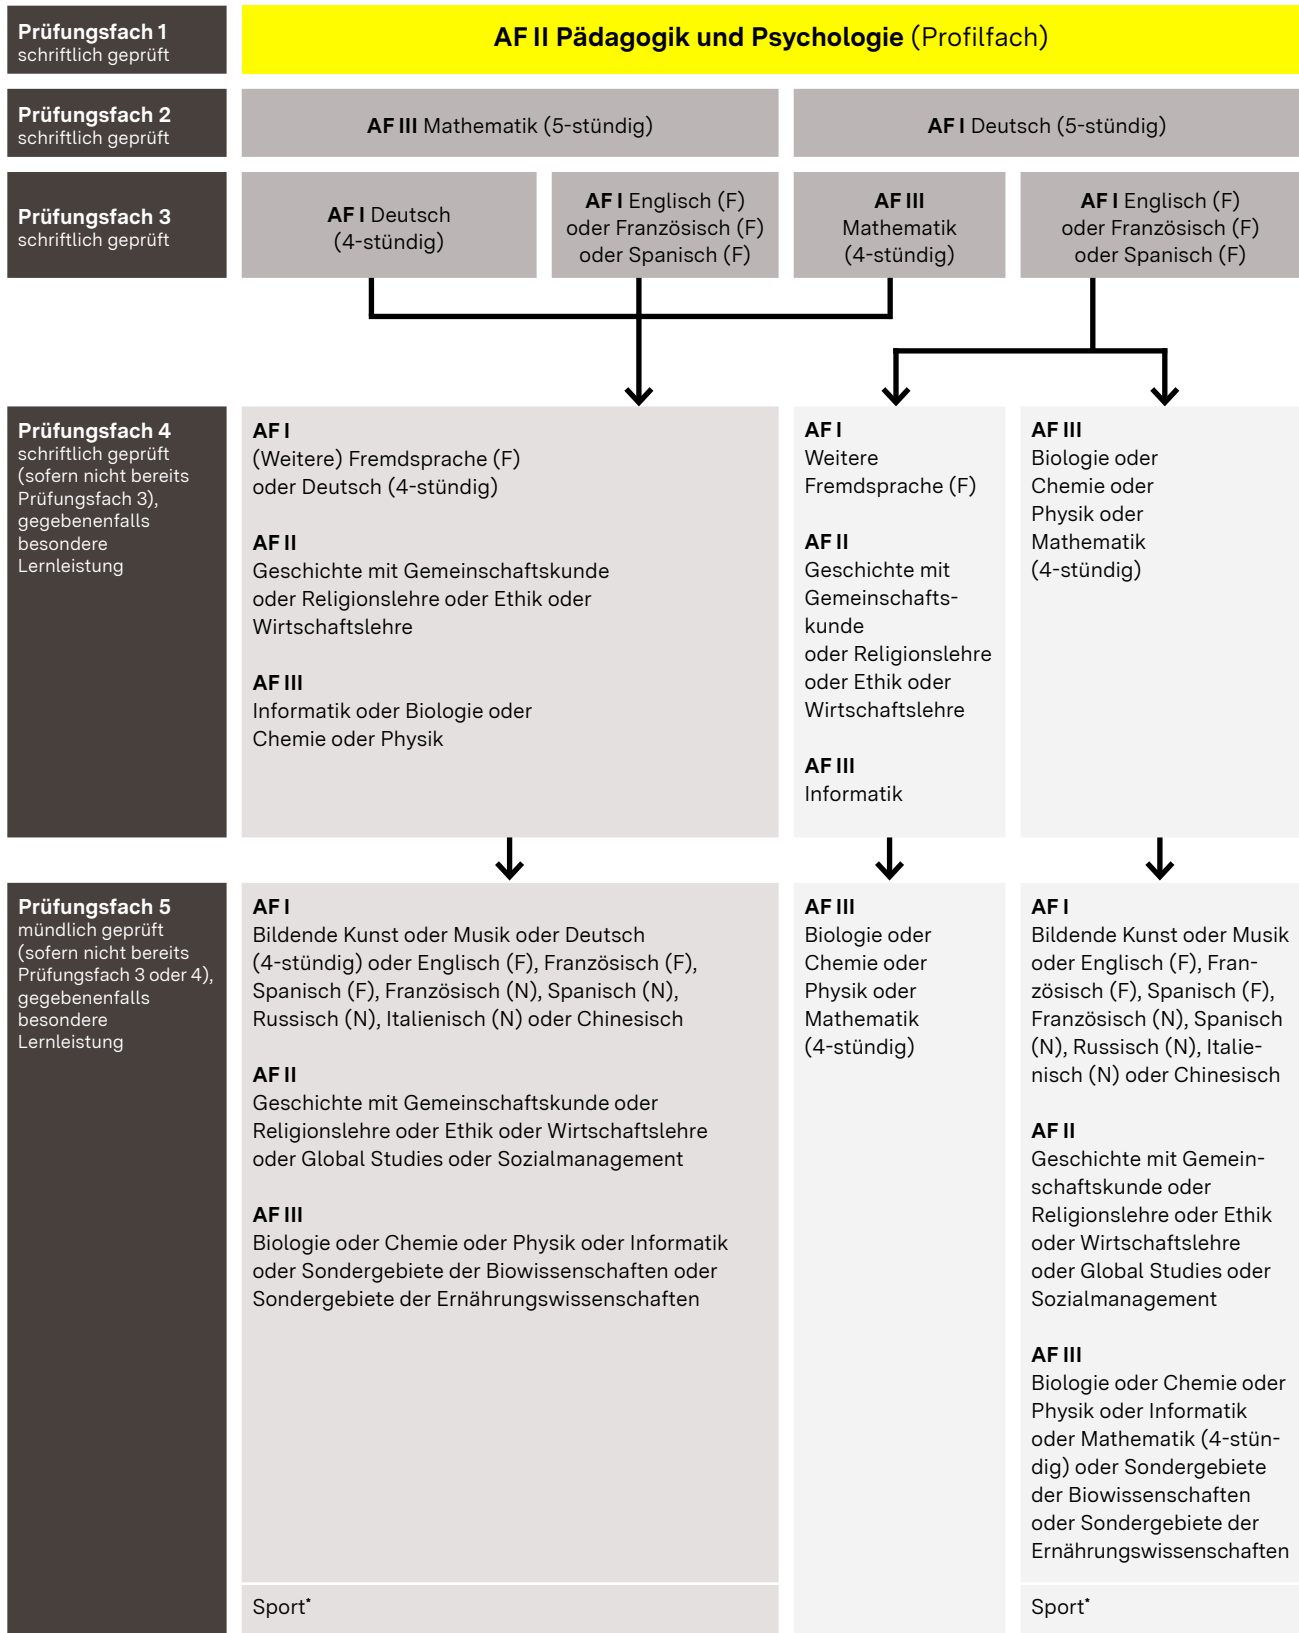 Prüfungsfach 1
schriftlich geprüft
AF II Pädagogik und Psychologie (Profilfach)
Prüfungsfach 2
schriftlich geprüft
AF III Mathematik (5-stündig)
AF I Deutsch (5-stündig)
Prüfungsfach 3
schriftlich geprüft
AF I Deutsch
(4-stündig)
AF I Englisch (F)
oder Französisch (F)
oder Spanisch (F)
AF III
Mathematik
(4-stündig)
AF I Englisch (F)
oder Französisch (F)
oder Spanisch (F)
Prüfungsfach 4
schriftlich geprüft
(sofern nicht bereits
Prüfungsfach 3),
gegebenenfalls
besondere
Lernleistung
AF I
(Weitere) Fremdsprache (F)
oder Deutsch (4-stündig)
AF II
Geschichte mit Gemeinschaftskunde
oder Religionslehre oder Ethik oder
Wirtschaftslehre
AF III
Informatik oder Biologie oder
Chemie oder Physik
AF I
Weitere
Fremdsprache (F)
AF II
Geschichte mit
Gemeinschafts-
kunde
oder Religionslehre
oder Ethik oder
Wirtschaftslehre
AF III
Informatik
AF III
Biologie oder
Chemie oder
Physik oder
Mathematik
(4-stündig)
Prüfungsfach 5
mündlich geprüft
(sofern nicht bereits
Prüfungsfach 3 oder 4),
gegebenenfalls
besondere
Lernleistung
AF I
Bildende Kunst oder Musik oder Deutsch
(4-stündig) oder Englisch (F), Französisch (F),
Spanisch (F), Französisch (N), Spanisch (N),
Russisch (N), Italienisch (N) oder Chinesisch
AF II
Geschichte mit Gemeinschaftskunde oder
Religionslehre oder Ethik oder Wirtschaftslehre
oder Global Studies oder Sozialmanagement
AF III
Biologie oder Chemie oder Physik oder Informatik
oder Sondergebiete der Biowissenschaften oder
Sondergebiete der Ernährungswissenschaften
Sport*
AF III
Biologie oder
Chemie oder
Physik oder
Mathematik
(4-stündig)
AF I
Bildende Kunst oder Musik
oder Englisch (F), Fran-
zösisch (F), Spanisch (F),
Französisch (N), Spanisch
(N), Russisch (N), Italie-
nisch (N) oder Chinesisch
AF II
Geschichte mit Gemein-
schaftskunde oder
Religionslehre oder Ethik
oder Wirtschaftslehre
oder Global Studies oder
Sozialmanagement
AF III
Biologie oder Chemie oder
Physik oder Informatik
oder Mathematik (4-stün-
dig) oder Sondergebiete
der Biowissenschaften
oder Sondergebiete der
Ernährungswissenschaften
Sport*